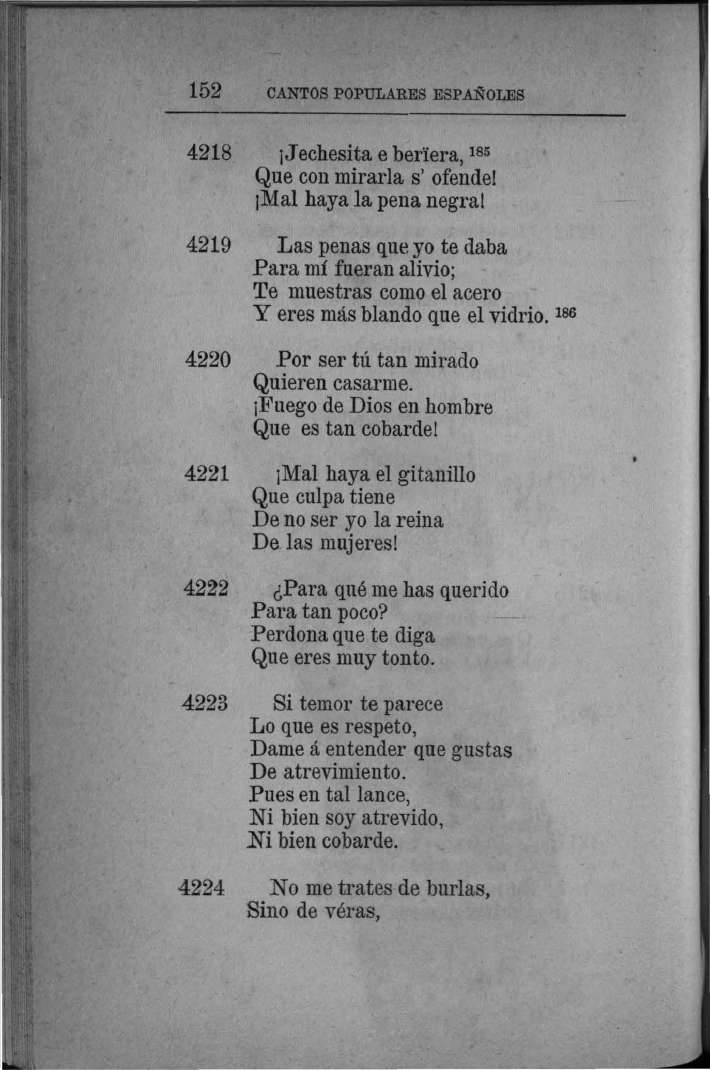 152 CANTOS POPULARES ESPAÑOLES
4218 ¡Jechesita e berïera, 185
Que con mirarla s' ofende!
¡Mal haya la pena negra!
4219 Las penas que yo te daba
Para mí fueran alivio;
Te muestras como el acero
Y eres más blando que el vidrio. 186
4220 Por ser tú tan mirado
Quieren casarme.
¡Fuego de Dios en hombre
Que es tan cobarde!
4221 ¡Mal haya el gitanillo
Que culpa tiene
De no ser yo la reina
De las mujeres!
4222 ¿Para qué me has querido
Para tan poco?
Perdona que te diga
Que eres muy tonto.
4223 Si temor te parece
Lo que es respeto,
Dame á entender que gustas
De atrevimiento.
Pues en tal lance,
Ni bien soy atrevido,
Ni bien cobarde.
4224 No me trates de burlas,
Sino de véras,